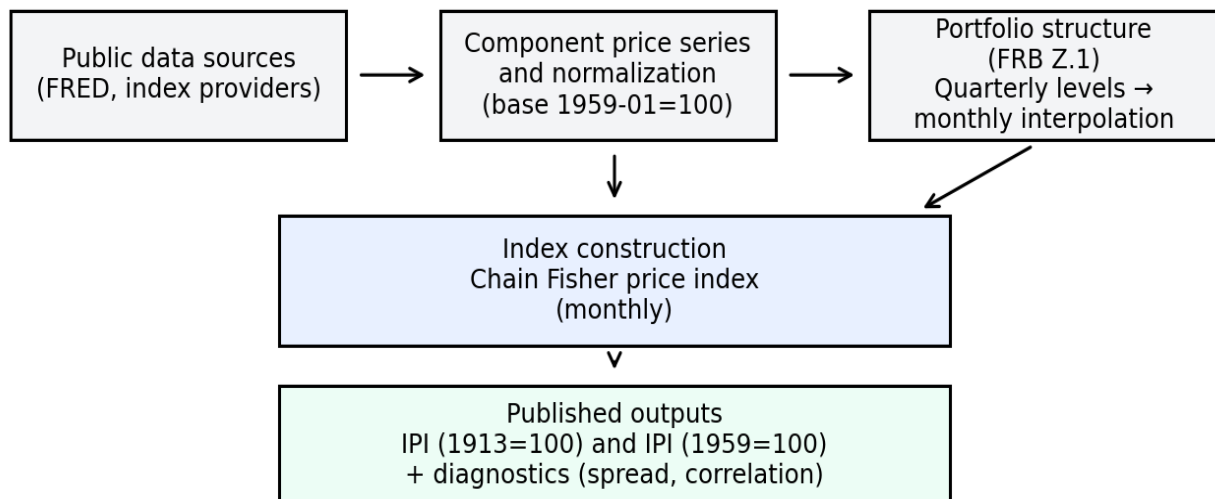 Public data sources
(FRED, index providers)
Component price series
and normalization
(base 1959-01=100)
Portfolio structure
(FRB Z.1)
Quarterly levels →
monthly interpolation
Index construction
Chain Fisher price index
(monthly)
Published outputs
IPI (1913=100) and IPI (1959=100)
+ diagnostics (spread, correlation)